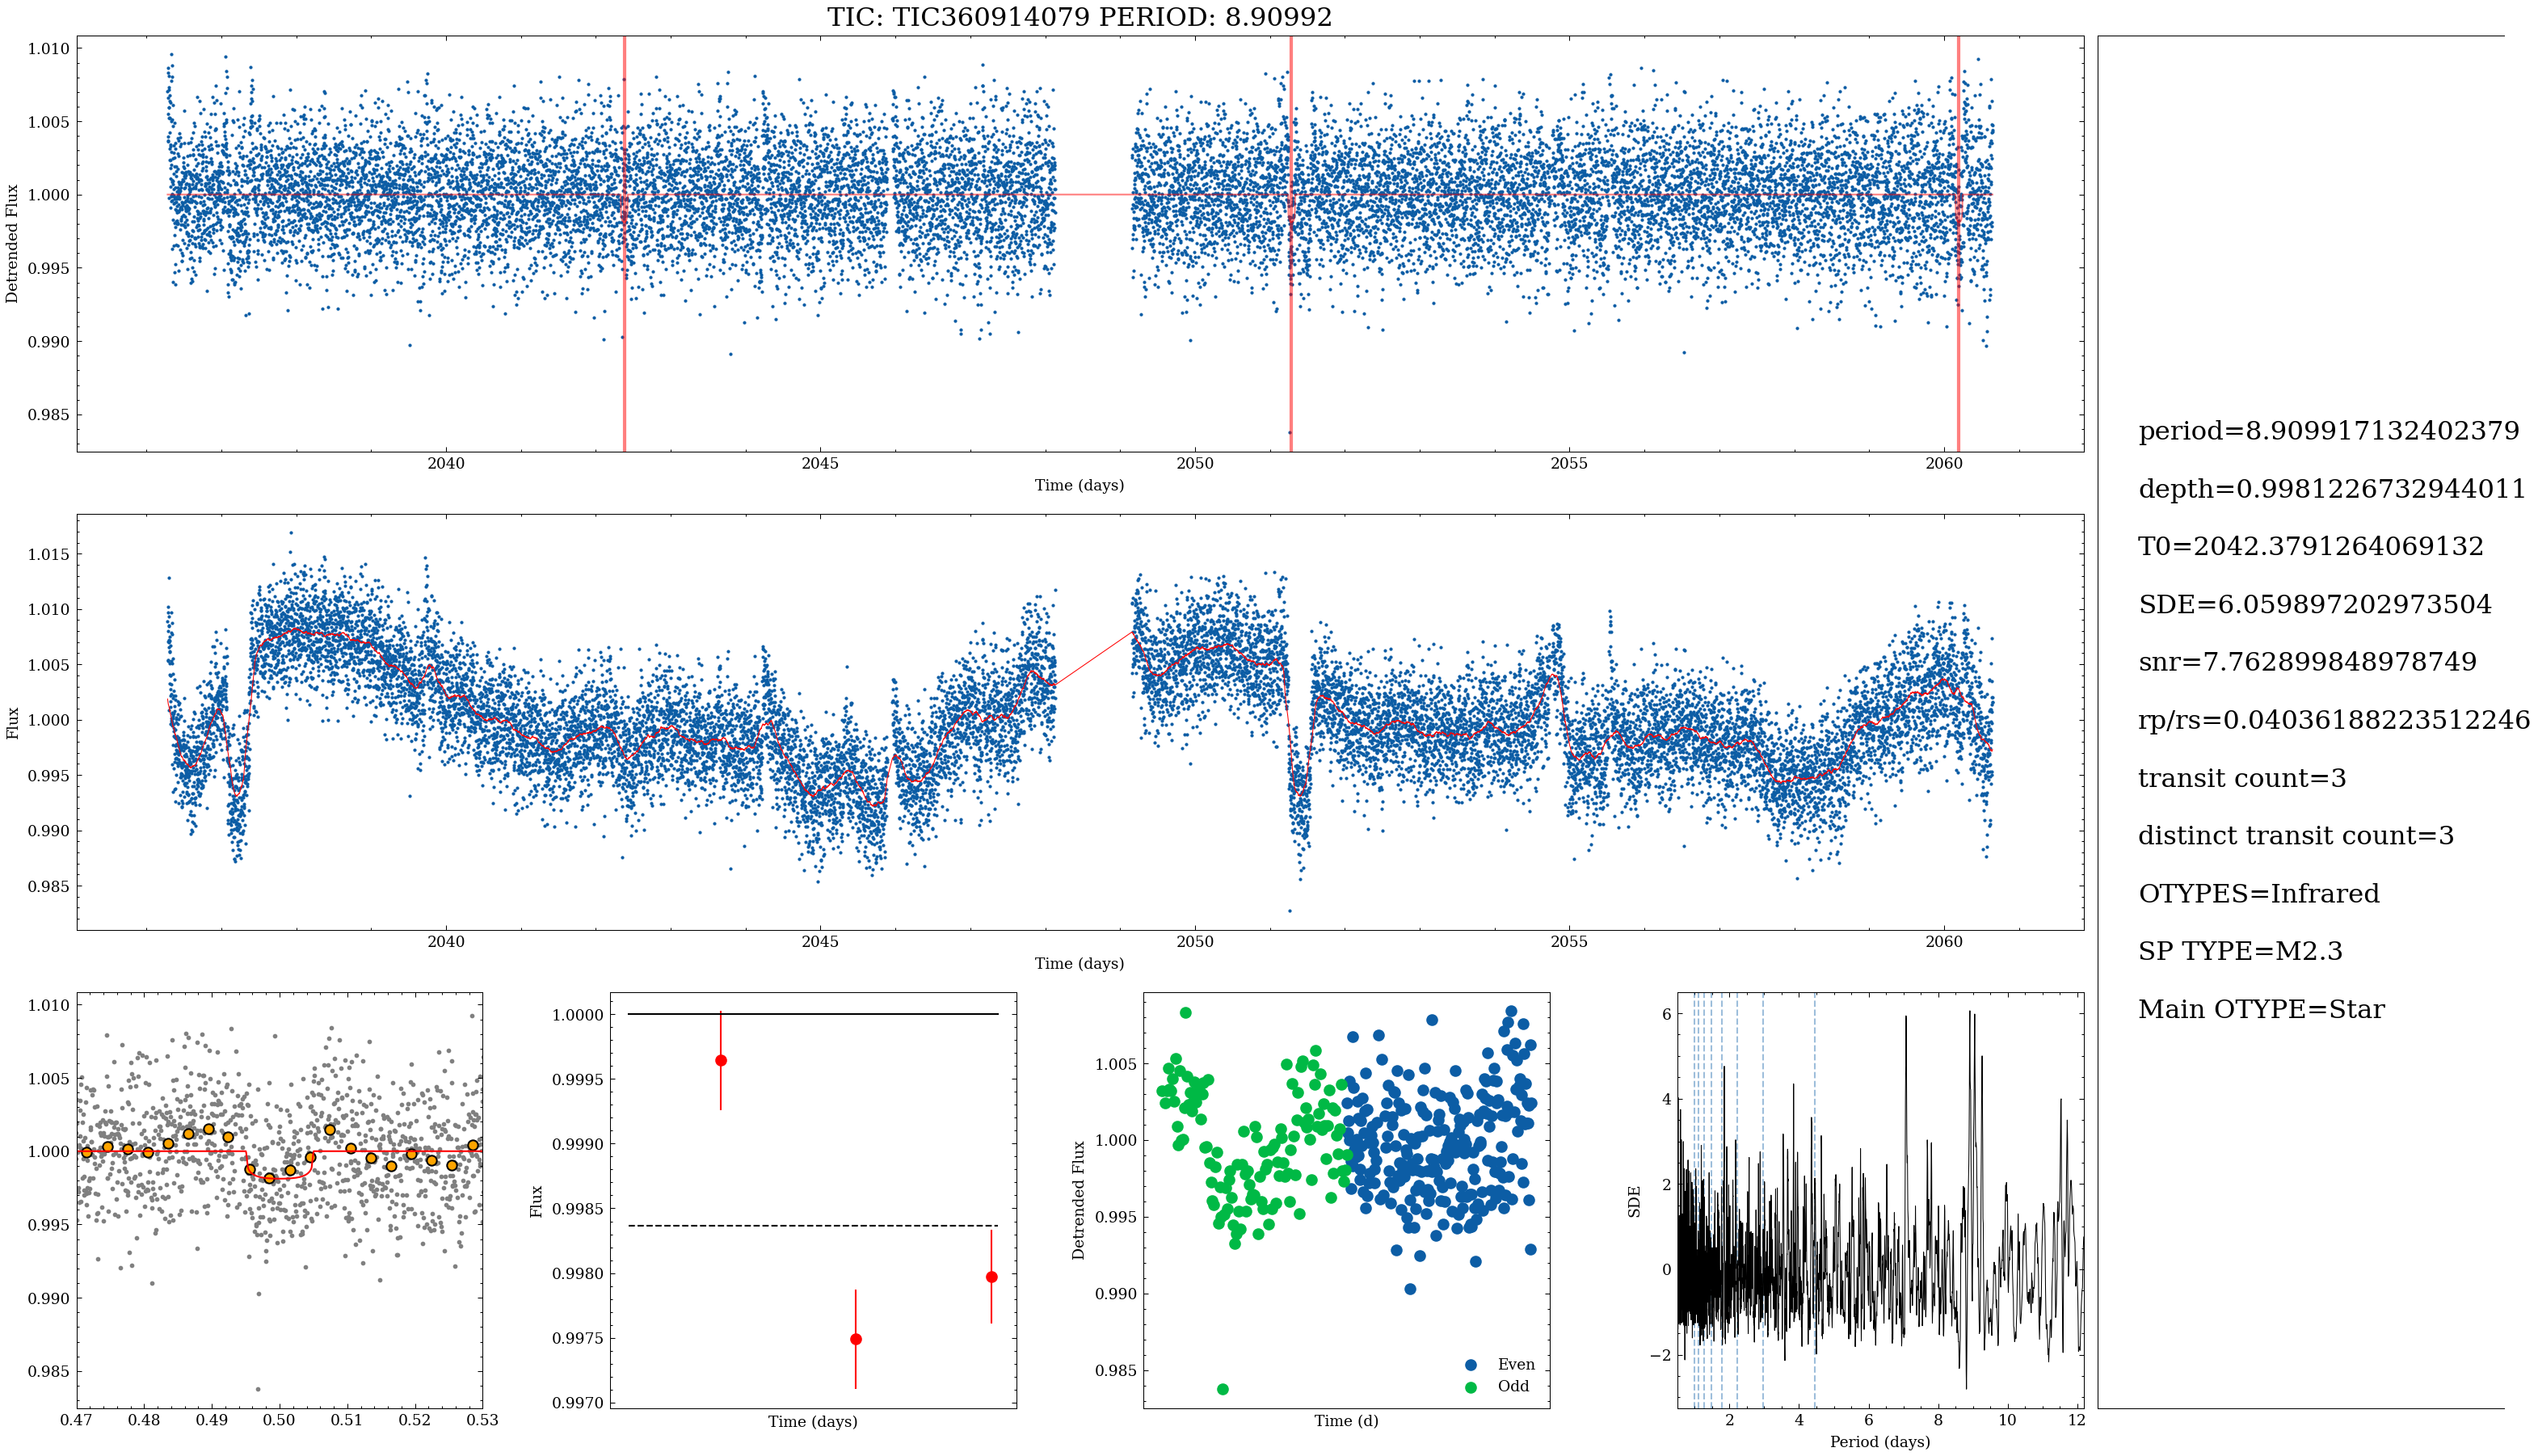 TIC: TIC360914079 PERIOD: 8.90992
1.010
1.005
1.000
0.995
0.990
0.985
Detrended Flux
2040 2045 2050 2055 2060
Time (days)
1.015
1.010
1.005
1.000
0.995
0.990
0.985
Flux
2040 2045 2050 2055 2060
Time (days)
1.010
1.005
1.000
0.995
0.990
0.985
0.47 0.48 0.49 0.50 0.51 0.52 0.53
1.0000
0.9995
0.9990
0.9985
0.9980
0.9975
0.9970
Flux
Time (days)
1.005
1.000
0.995
0.990
0.985
Detrended Flux
Even
Odd
Time (d)
6
4
2
0
−2
SDE
2 4 6 8 10 12
Period (days)
period=8.909917132402379
depth=0.9981226732944011
T0=2042.3791264069132
SDE=6.059897202973504
snr=7.762899848978749
rp/rs=0.04036188223512246
transit count=3
distinct transit count=3
OTYPES=Infrared
SP TYPE=M2.3
Main OTYPE=Star